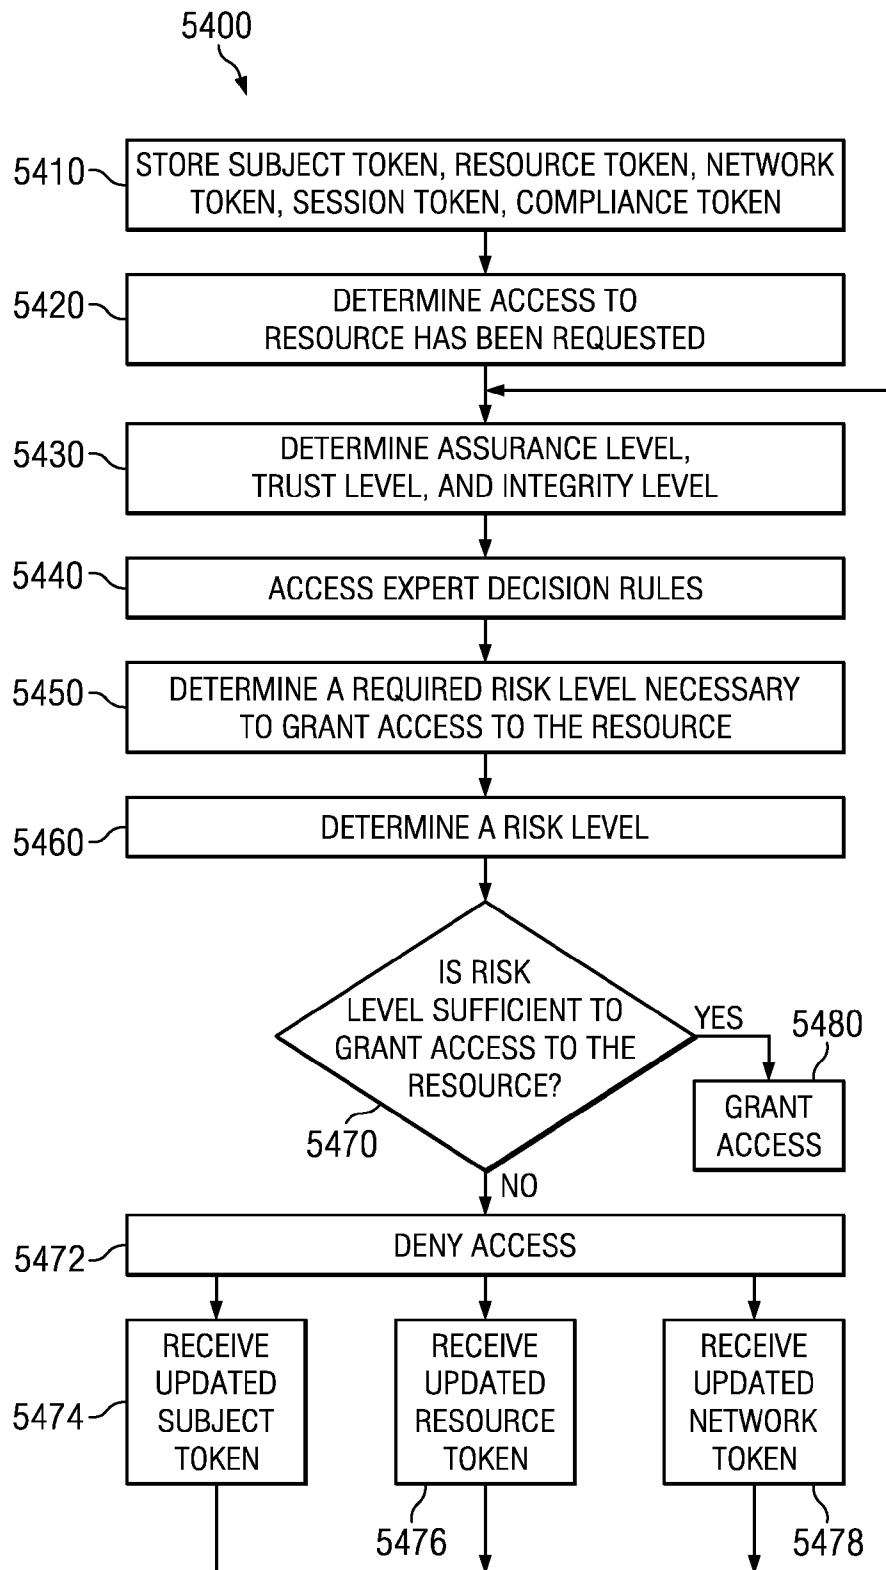 5400
5410
STORE SUBJECT TOKEN, RESOURCE TOKEN, NETWORK
TOKEN, SESSION TOKEN, COMPLIANCE TOKEN
5420
DETERMINE ACCESS TO
RESOURCE HAS BEEN REQUESTED
5430
DETERMINE ASSURANCE LEVEL,
TRUST LEVEL, AND INTEGRITY LEVEL
5440
ACCESS EXPERT DECISION RULES
5450
DETERMINE A REQUIRED RISK LEVEL NECESSARY
TO GRANT ACCESS TO THE RESOURCE
5460
DETERMINE A RISK LEVEL
IS RISK
LEVEL SUFFICIENT TO
GRANT ACCESS TO THE
RESOURCE?
5470
YES
5480
GRANT
ACCESS
NO
5472
DENY ACCESS
5474
RECEIVE
UPDATED
SUBJECT
TOKEN
RECEIVE
UPDATED
RESOURCE
TOKEN
5476
RECEIVE
UPDATED
NETWORK
TOKEN
5478